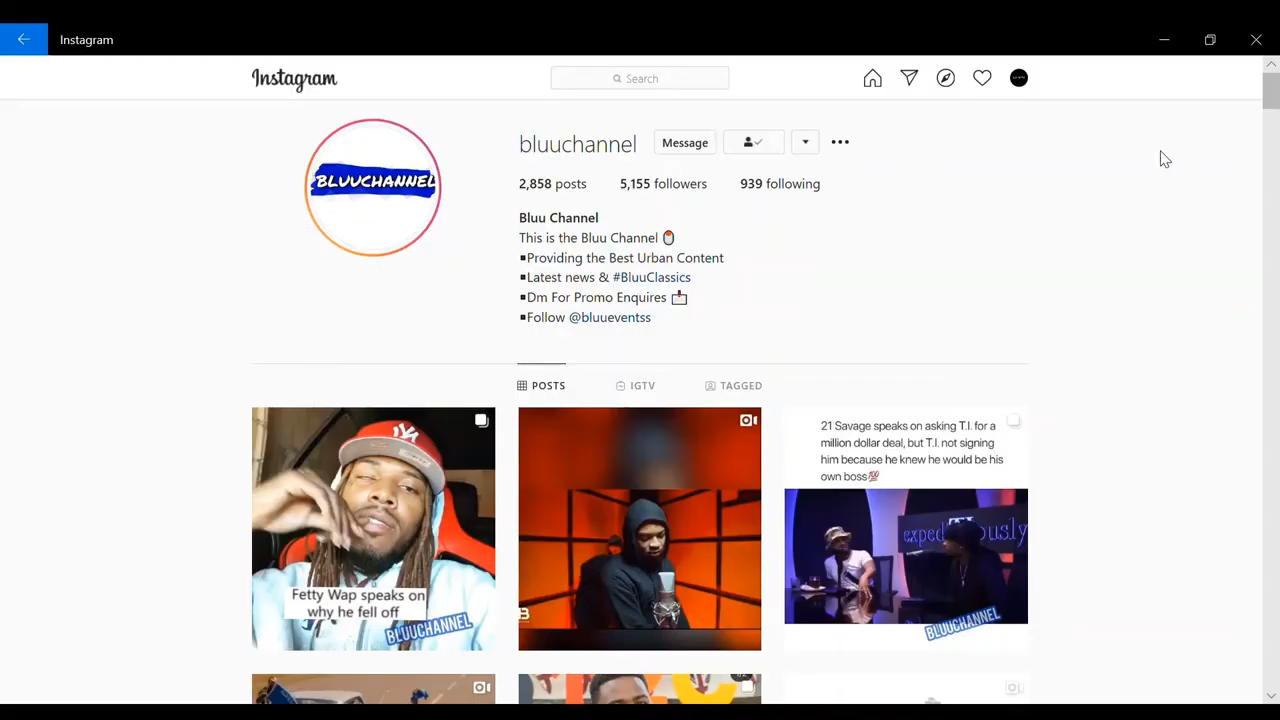 Instagram
Instagram
Search
BLUUCHANNEL
bluuchannel
Message
2,858 posts 5,155 followers 939 following
Bluu Channel
This is the Bluu Channel
▪Providing the Best Urban Content
▪Latest news & #BluuClassics
▪Dm For Promo Enquires
▪Follow @bluueventss
POSTS IGTV TAGGED
Fetty Wap speaks on
why he fell off
BLUUCHANNEL
21 Savage speaks on asking T.I. for a
million dollar deal, but T.I. not signing
him because he knew he would be his
own boss💯
BLUUCHANNEL